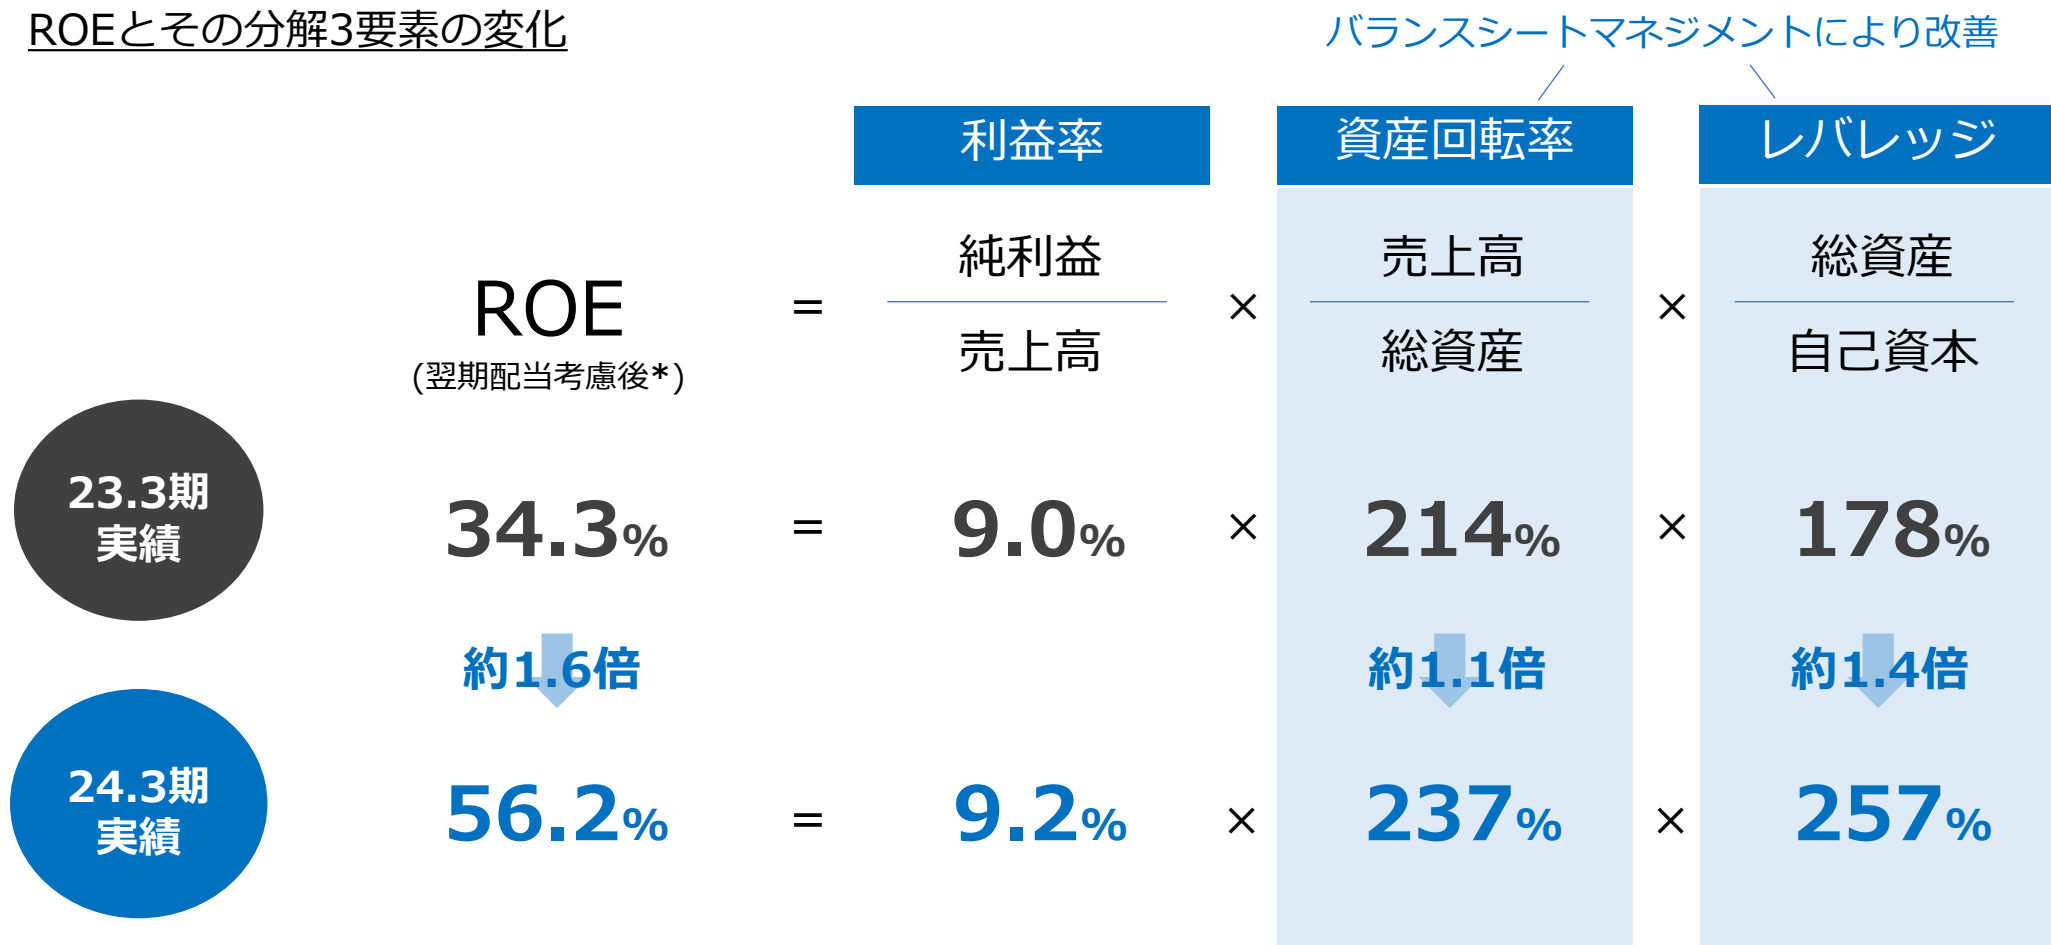 ROEとその分解3要素の変化
バランスシートマネジメントにより改善
利益率
資産回転率
レバレッジ
ROE
(翌期配当考慮後*)
=
純利益
売上高
×
売上高
総資産
×
総資産
自己資本
23.3期
実績
34.3% = 9.0% × 214% × 178%
約1.6倍
約1.1倍
約1.4倍
24.3期
実績
56.2% = 9.2% × 237% × 257%